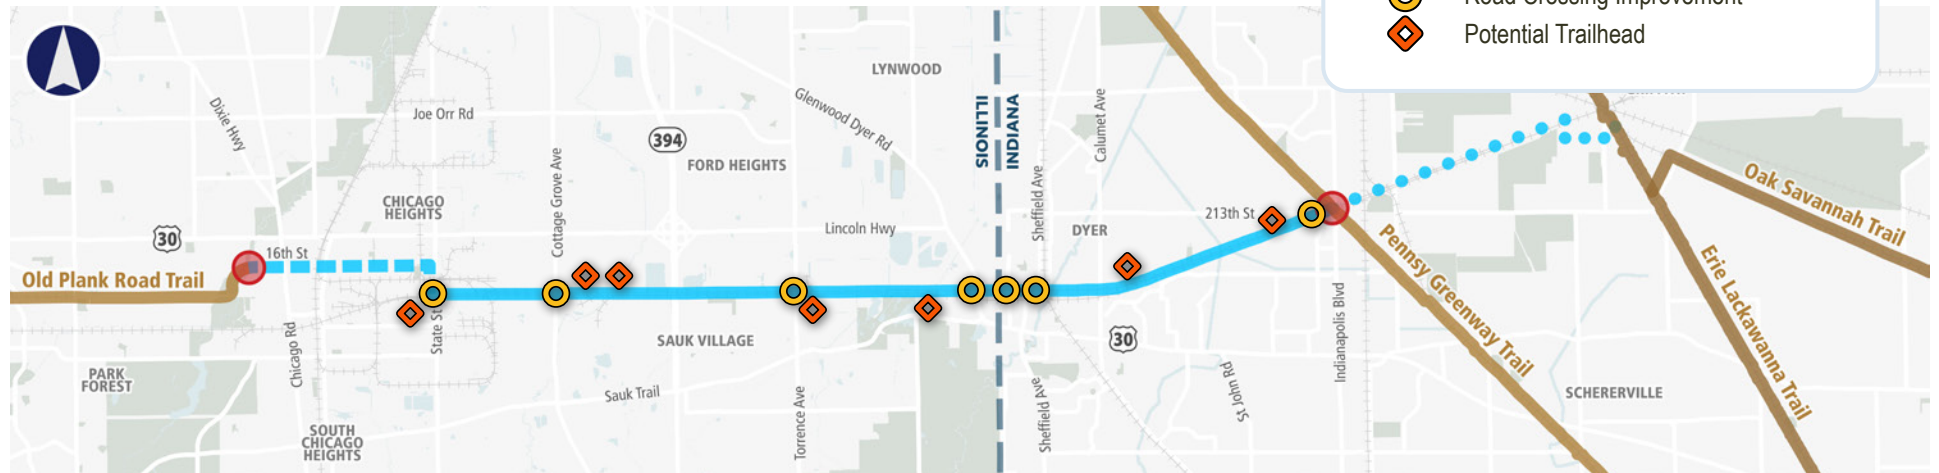 Road Crossing Improvement
Potential Trailhead
LYNWOOD
Dixie Hwy
Joe Orr Rd
Glenwood Dyer Rd
ILLINOIS
INDIANA
Calumet Ave
394
FORD HEIGHTS
Cottage Grove Ave
Sheffield Ave
CHICAGO
HEIGHTS
Oak Savannah Trail
213th St
30
Lincoln Hwy
DYER
16th St
Old Plank Road Trail
Pennsy Greenway Trail
Erie Lackawanna Trail
State St
Chicago Rd
SAUK VILLAGE
30
Indianapolis Blvd
PARK
FOREST
Sauk Trail
Torrence Ave
Sheffield Ave
St John Rd
SCHERERVILLE
SOUTH
CHICAGO
HEIGHTS